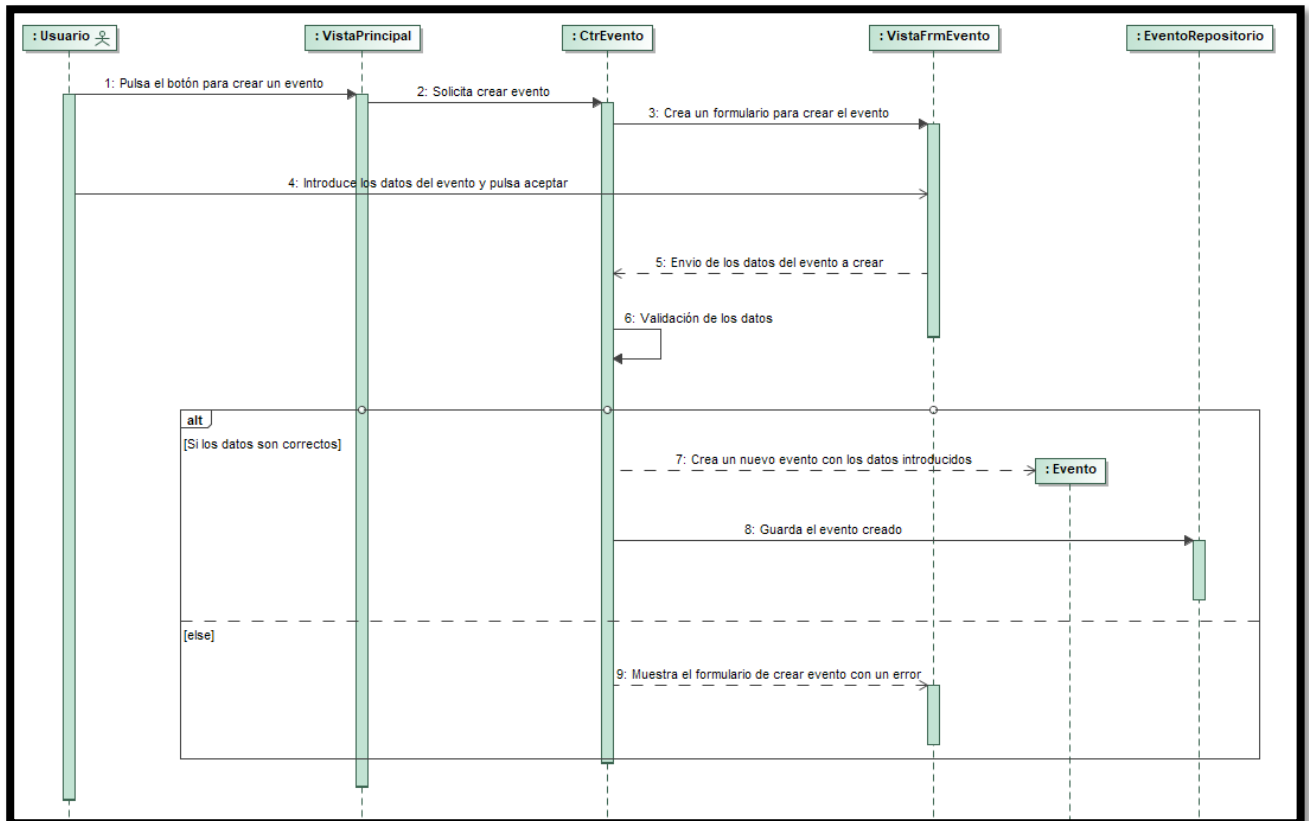 : Usuario
: VistaPrincipal
: CtrEvento
: VistaFrmEvento
: EventoRepositorio
1: Pulsa el botón para crear un evento
2: Solicita crear evento
3: Crea un formulario para crear el evento
4: Introduce los datos del evento y pulsa aceptar
5: Envio de los datos del evento a crear
6: Validación de los datos
alt
[Si los datos son correctos]
7: Crea un nuevo evento con los datos introducidos
: Evento
8: Guarda el evento creado
[else]
9: Muestra el formulario de crear evento con un error